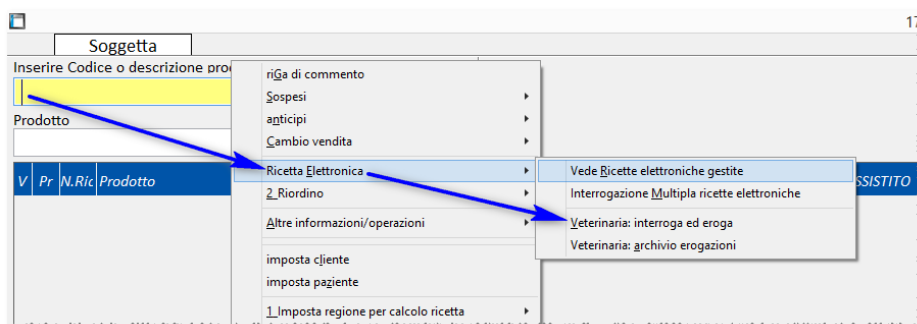 17
Soggetta
Inserire Codice o descrizione pro
Prodotto
V Pr N.Ric Prodotto
riGa di commento
Sospesi
anticipi
Cambio vendita
Ricetta Elettronica
2 Riordino
Altre informazioni/operazioni
imposta cliente
imposta paziente
1 Imposta regione per calcolo ricetta
Vede Ricette elettroniche gestite
Interrogazione Multipla ricette elettroniche
Veterinaria: interroga ed eroga
Veterinaria: archivio erogazioni
SSISTITO